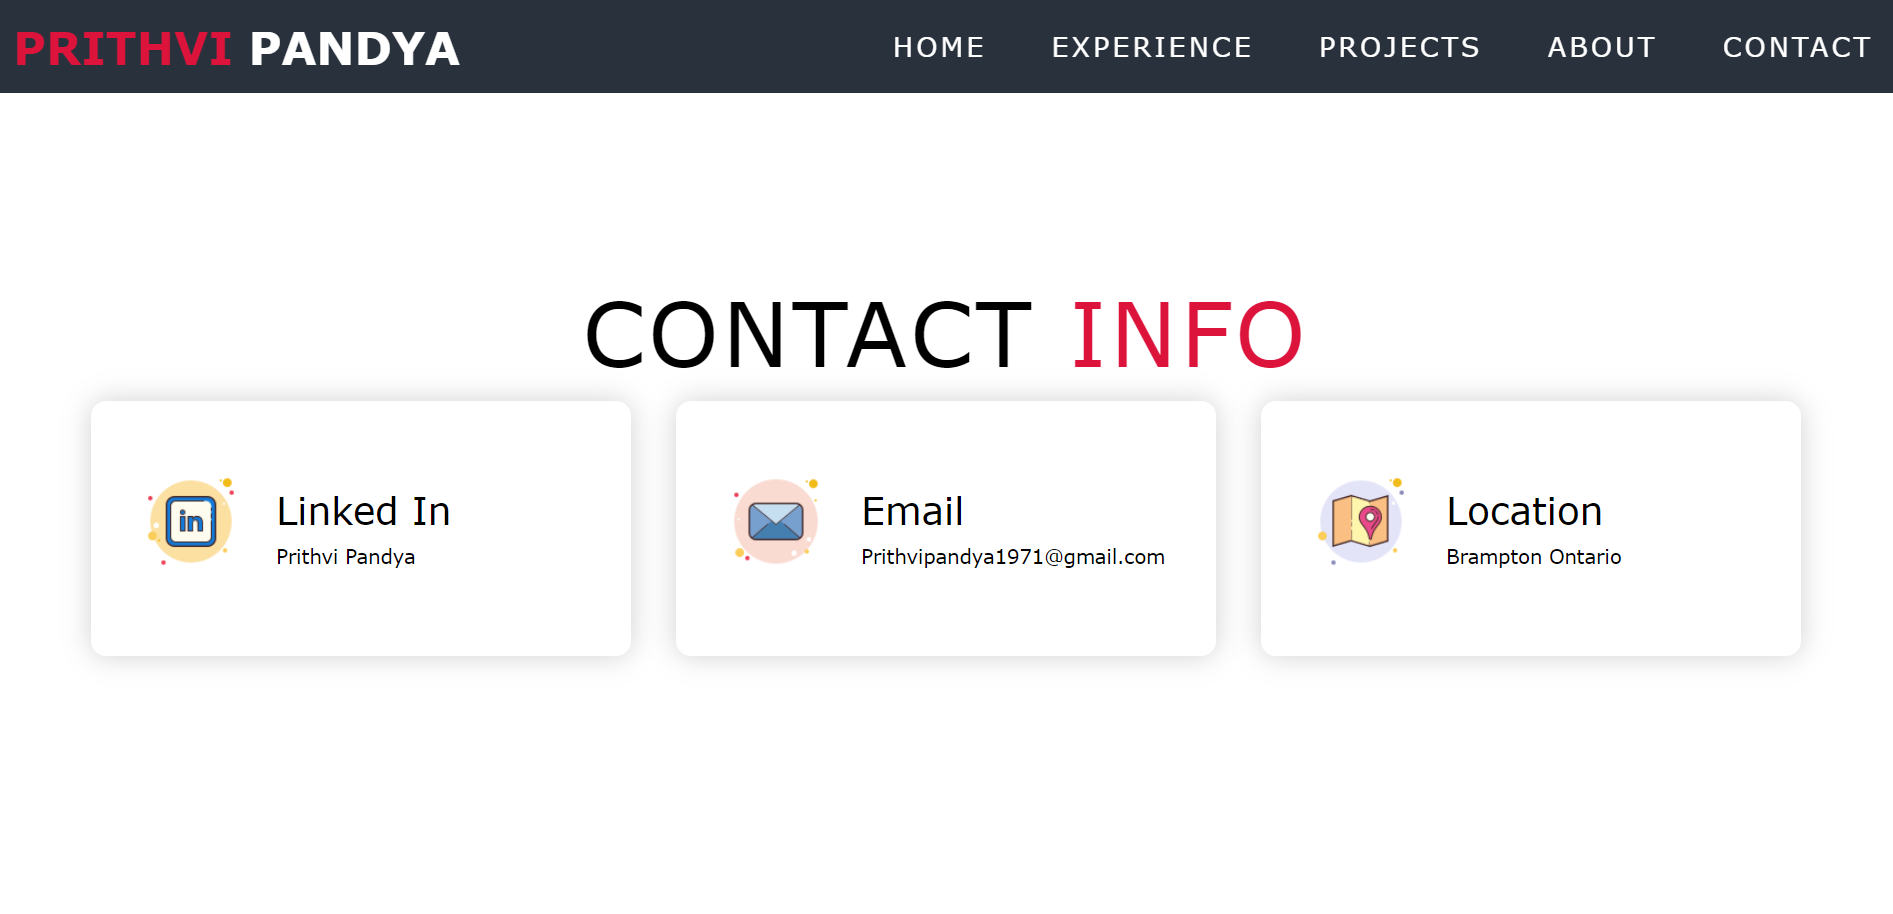 PRITHVI PANDYA
HOME EXPERIENCE PROJECTS ABOUT CONTACT
CONTACT INFO
in
Linked In
Prithvi Pandya
Email
Prithvipandya1971@gmail.com
Location
Brampton Ontario